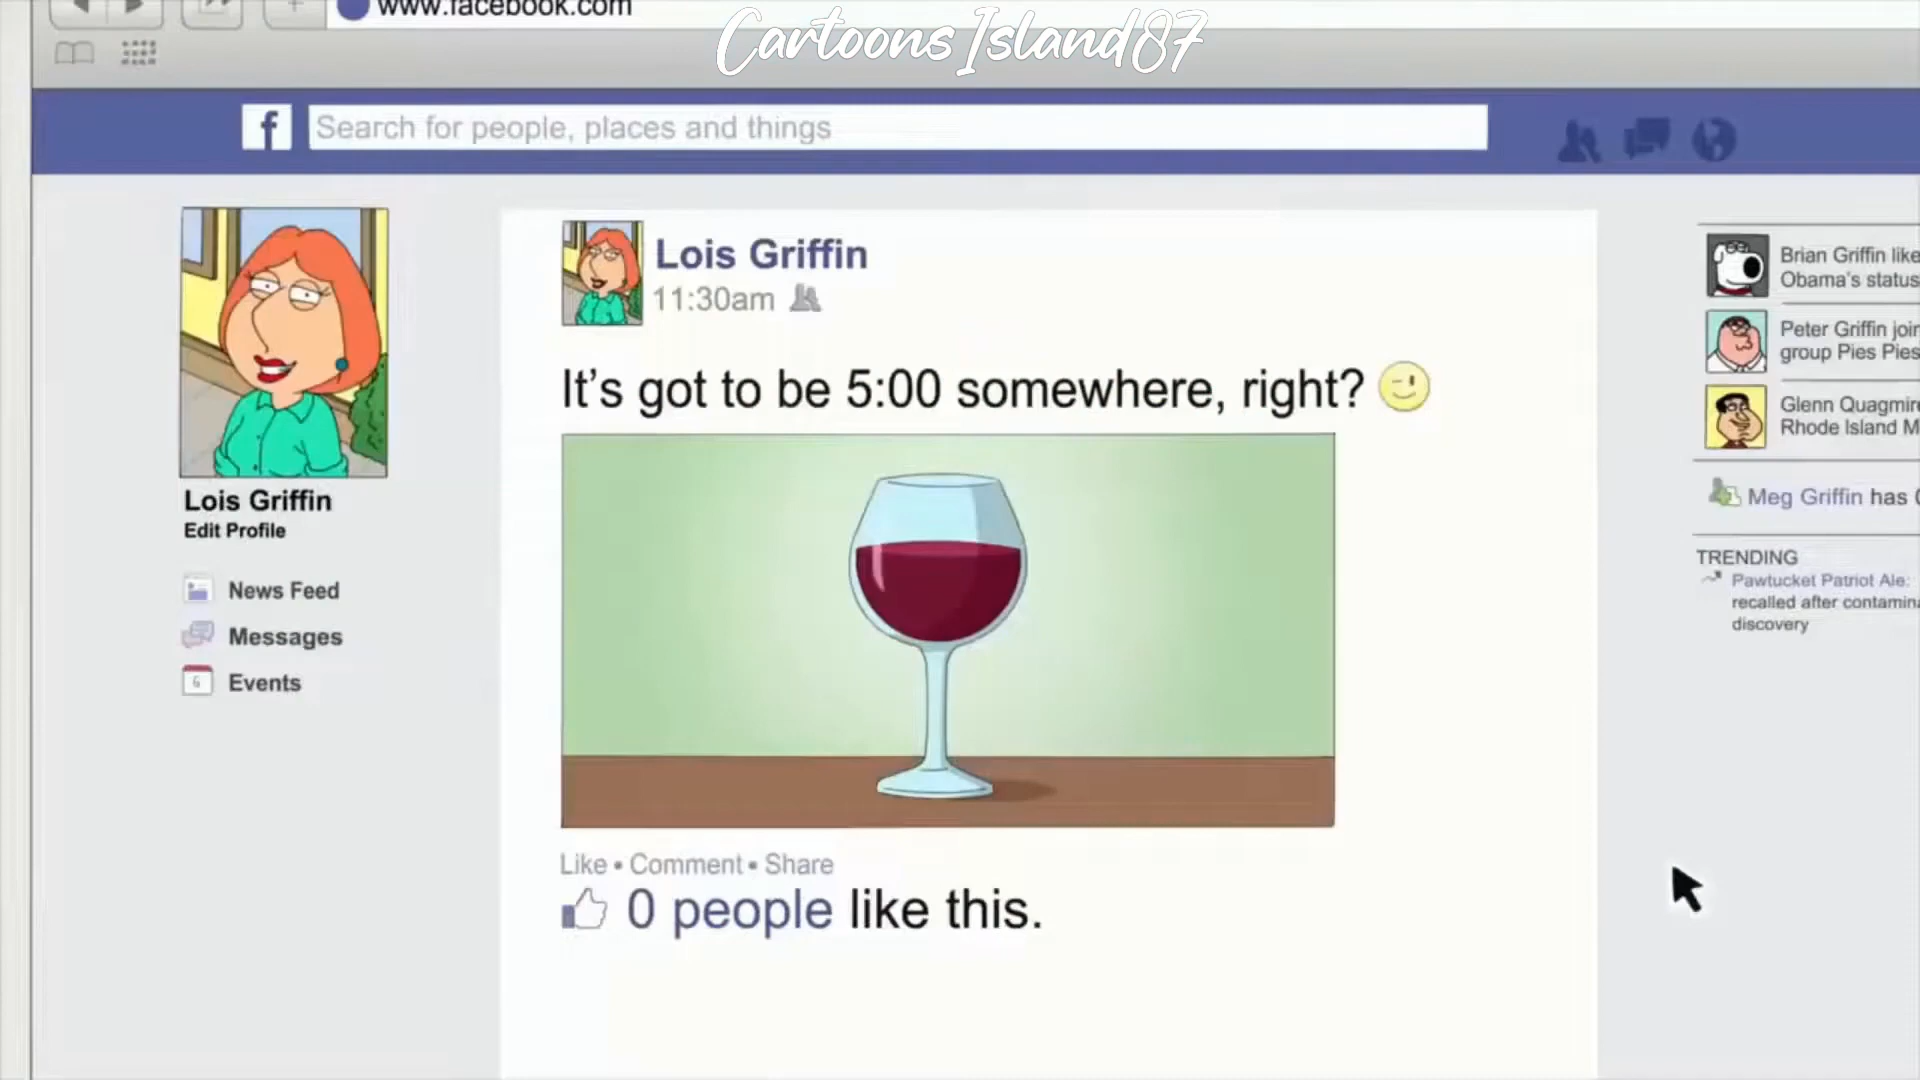 www.facebook.com
Cartoons Island87
f
Search for people, places and things
Lois Griffin
Edit Profile
News Feed
Messages
6
Events
Lois Griffin
11:30am
It's got to be 5:00 somewhere, right?
Like • Comment • Share
0 people like this.
Brian Griffin like
Obama's status
Peter Griffin join
group Pies Pies
Glenn Quagmire
Rhode Island M
Meg Griffin has
TRENDING
Pawtucket Patriot Ale:
recalled after contamina
discovery